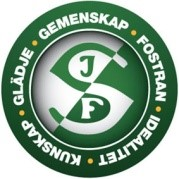 KUNSKAP · GLÄDJE · GEMENSKAP · FOSTRAN · IDEALITET ·
J
S
F